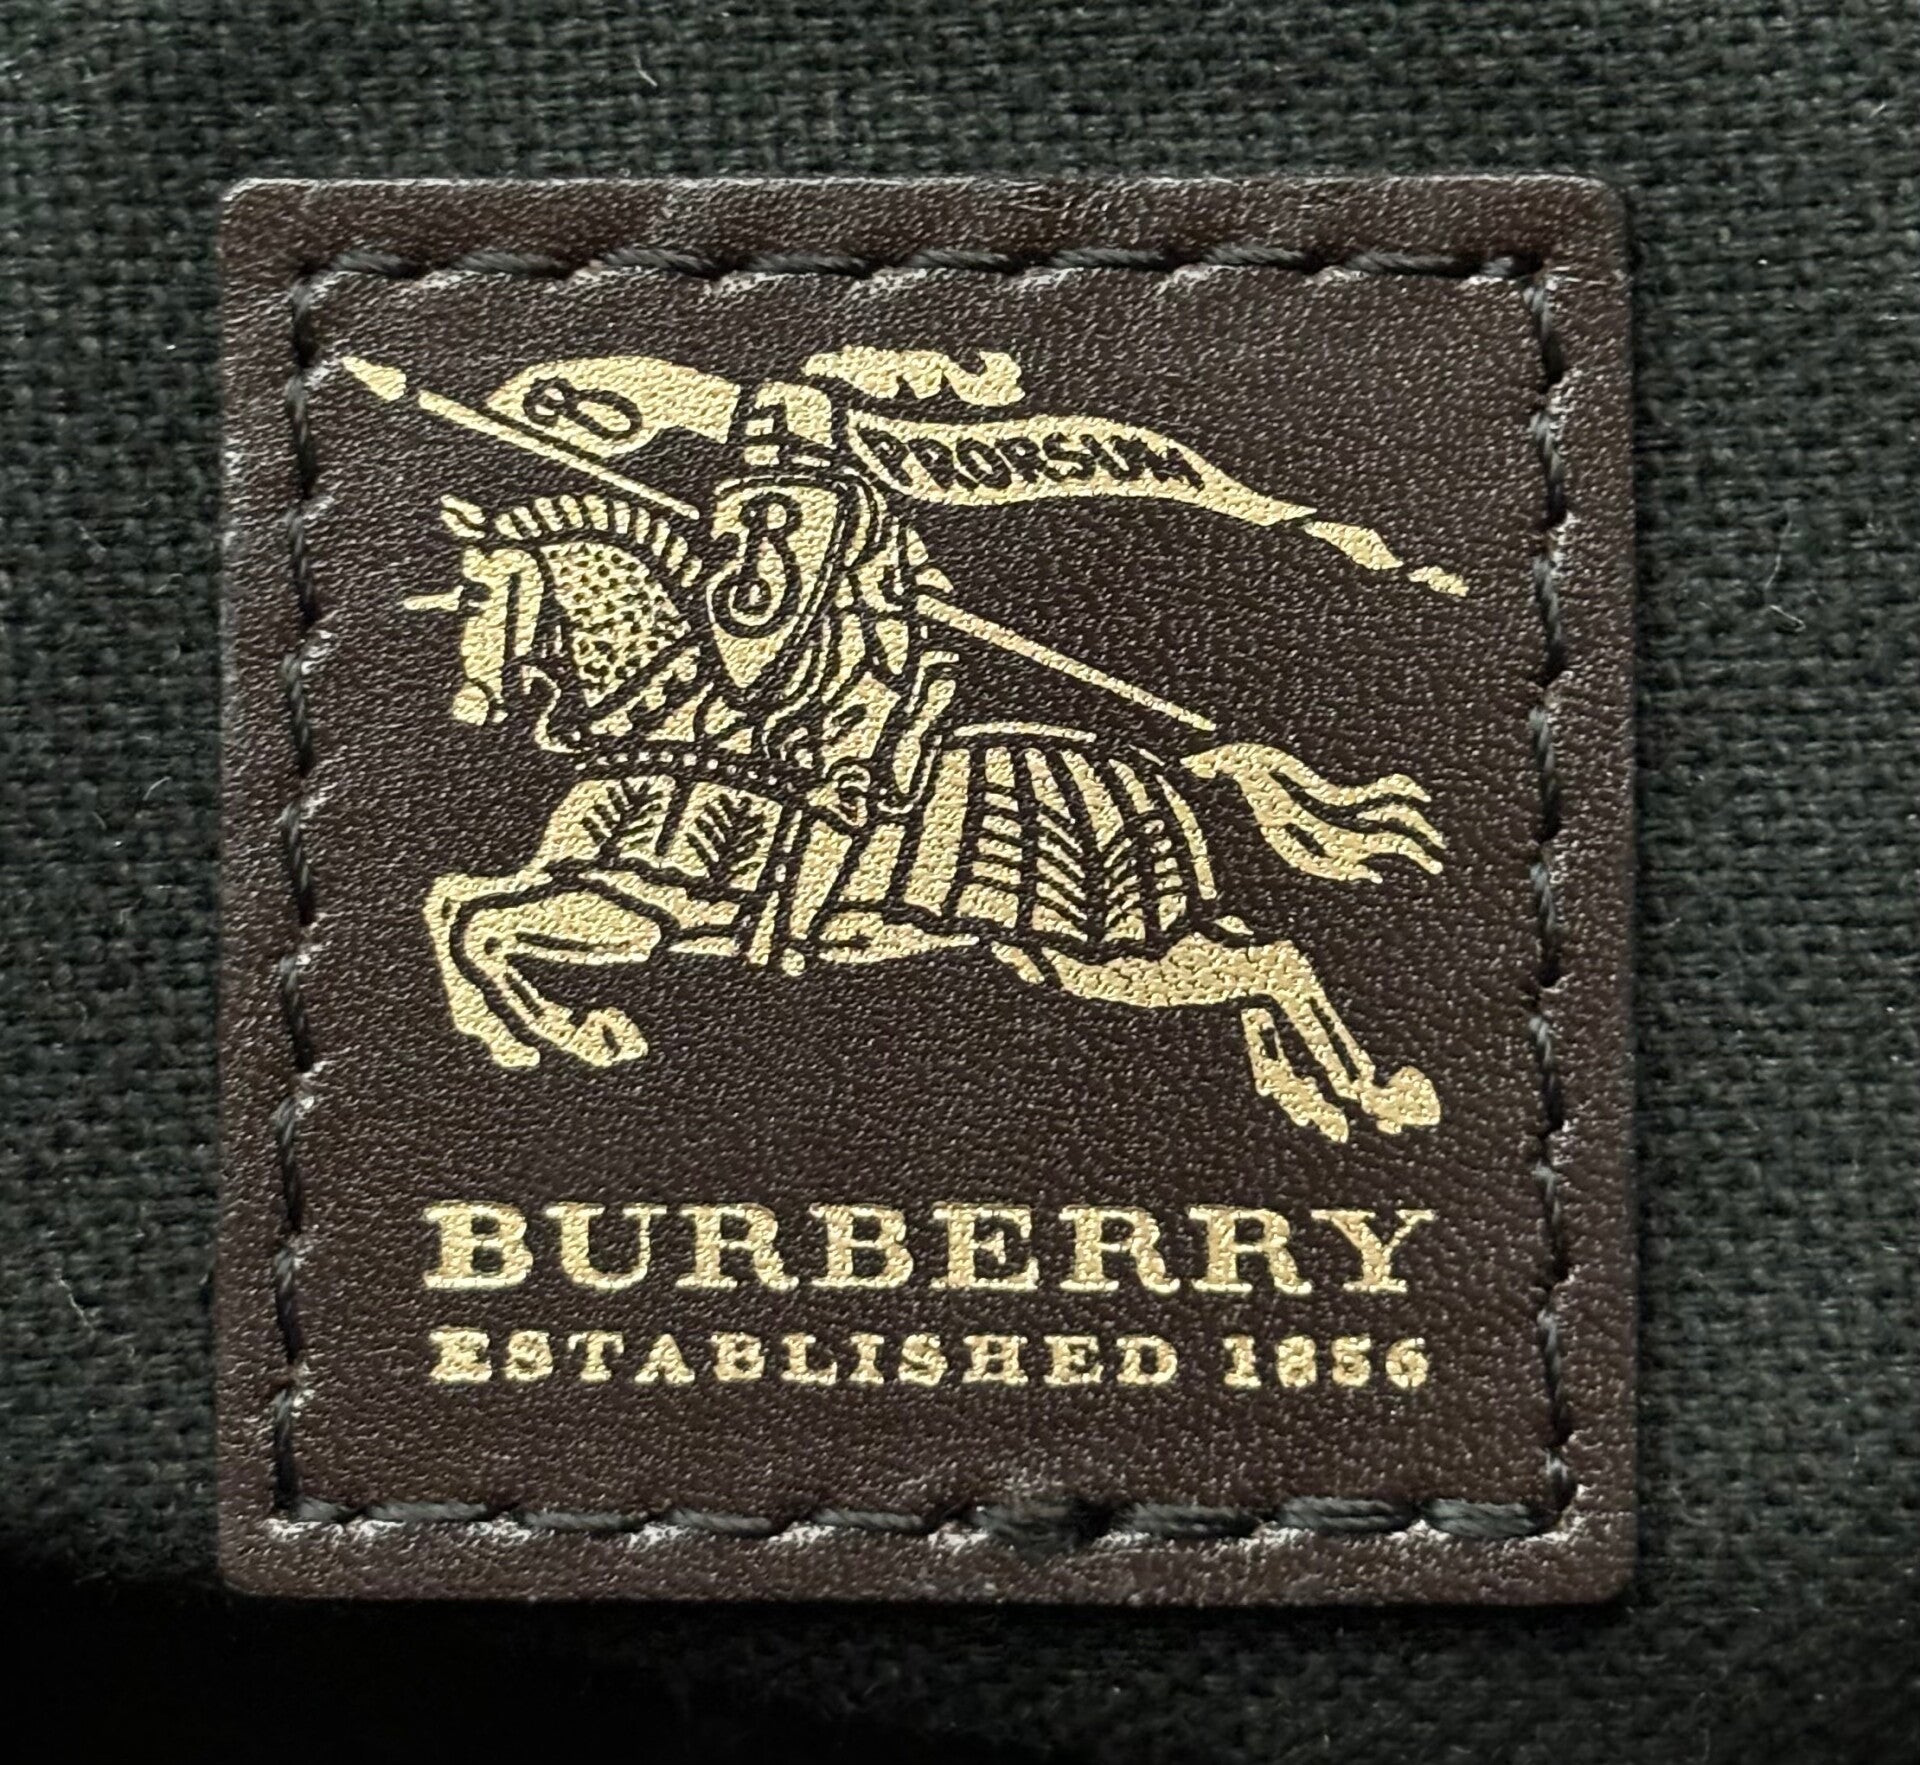 PRORSUM
B
BURBERRY
ESTABLISHED 1856